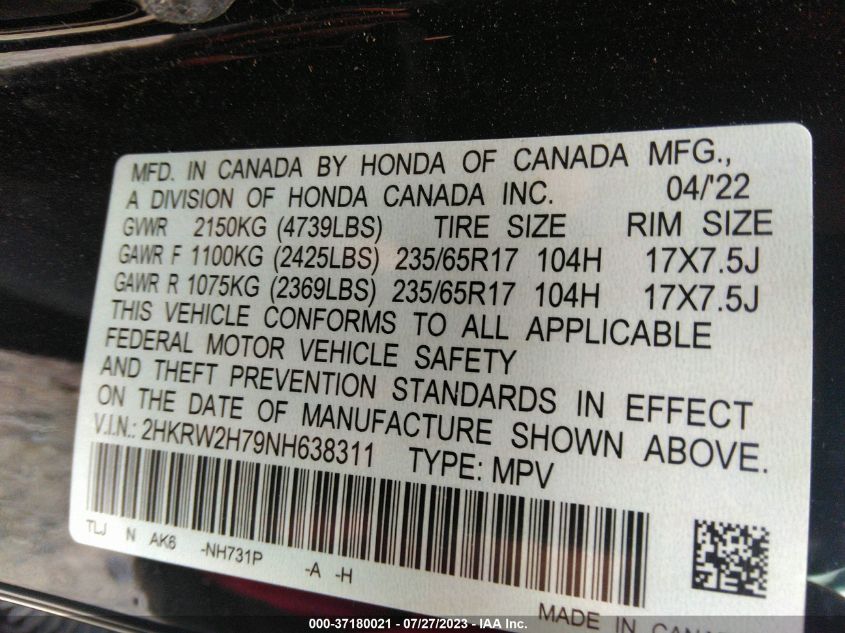 MFD. IN CANADA BY HONDA OF CANADA MFG.,
A DIVISION OF HONDA CANADA INC. 04/'22
GVWR 2150KG (4739LBS) TIRE SIZE RIM SIZE
GAWR F 1100KG (2425LBS) 235/65R17 104H 17X7.5J
GAWR R 1075KG (2369LBS) 235/65R17 104H 17X7.5J
THIS VEHICLE CONFORMS TO ALL APPLICABLE
FEDERAL MOTOR VEHICLE SAFETY
AND THEFT PREVENTION STANDARDS IN EFFECT
ON THE DATE OF MANUFACTURE SHOWN ABOVE.
V.I.N.: 2HKRW2H79NH638311 TYPE: MPV
TLJ N AK6 -NH731P -A -H
MADE IN
000-37180021 / 07/27/2023 - IAA Inc.